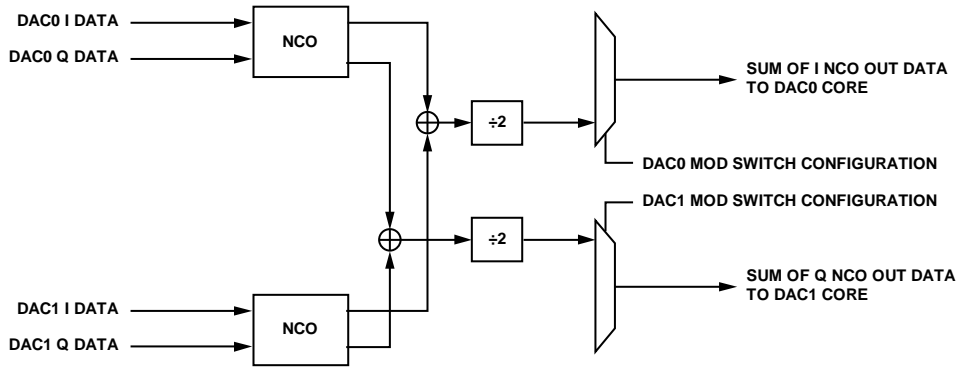 DAC0 I DATA
DAC0 Q DATA
NCO
÷2
SUM OF I NCO OUT DATA
TO DAC0 CORE
DAC0 MOD SWITCH CONFIGURATION
DAC1 MOD SWITCH CONFIGURATION
÷2
SUM OF Q NCO OUT DATA
TO DAC1 CORE
DAC1 I DATA
DAC1 Q DATA
NCO